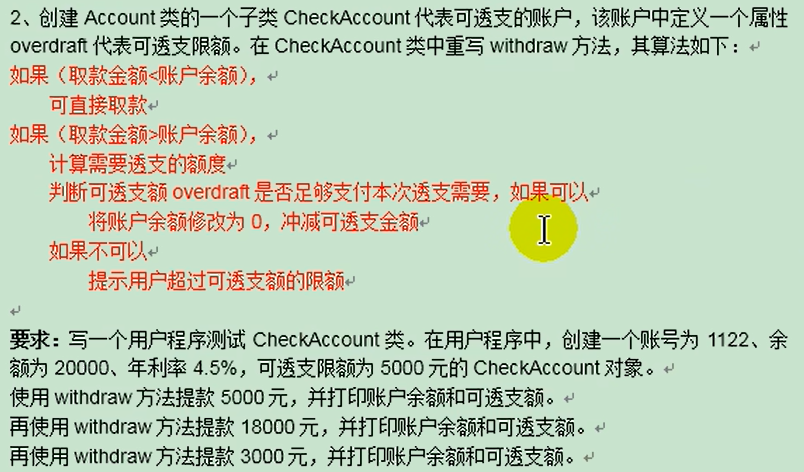 2、创建 Account 类的一个子类 CheckAccount 代表可透支的账户，该账户中定义一个属性
overdraft 代表可透支限额。在 CheckAccount 类中重写 withdraw 方法，其算法如下：
如果（取款金额<账户余额），
可直接取款
如果（取款金额>账户余额），
计算需要透支的额度
判断可透支额 overdraft 是否足够支付本次透支需要，如果可以
将账户余额修改为 0，冲减可透支金额
如果不可以
提示用户超过可透支额的限额
要求：写一个用户程序测试 CheckAccount 类。在用户程序中，创建一个账号为 1122、余
额为 20000、年利率 4.5%，可透支限额为 5000 元的 CheckAccount 对象。
使用 withdraw 方法提款 5000 元，并打印账户余额和可透支额。
再使用 withdraw 方法提款 18000 元，并打印账户余额和可透支额。
再使用 withdraw 方法提款 3000 元，并打印账户余额和可透支额。